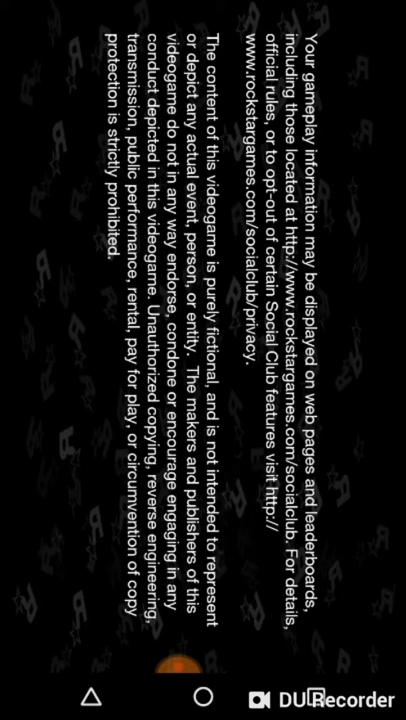 Your gameplay information may be displayed on web pages and leaderboards,
including those located at http://www.rockstargames.com/socialclub. For details,
official rules, or to opt-out of certain Social Club features visit http://
www.rockstargames.com/socialclub/privacy.
The content of this videogame is purely fictional, and is not intended to represent
or depict any actual event, person, or entity. The makers and publishers of this
videogame do not in any way endorse, condone or encourage engaging in any
conduct depicted in this videogame. Unauthorized copying, reverse engineering,
transmission, public performance, rental, pay for play, or circumvention of copy
protection is strictly prohibited.
DU Recorder